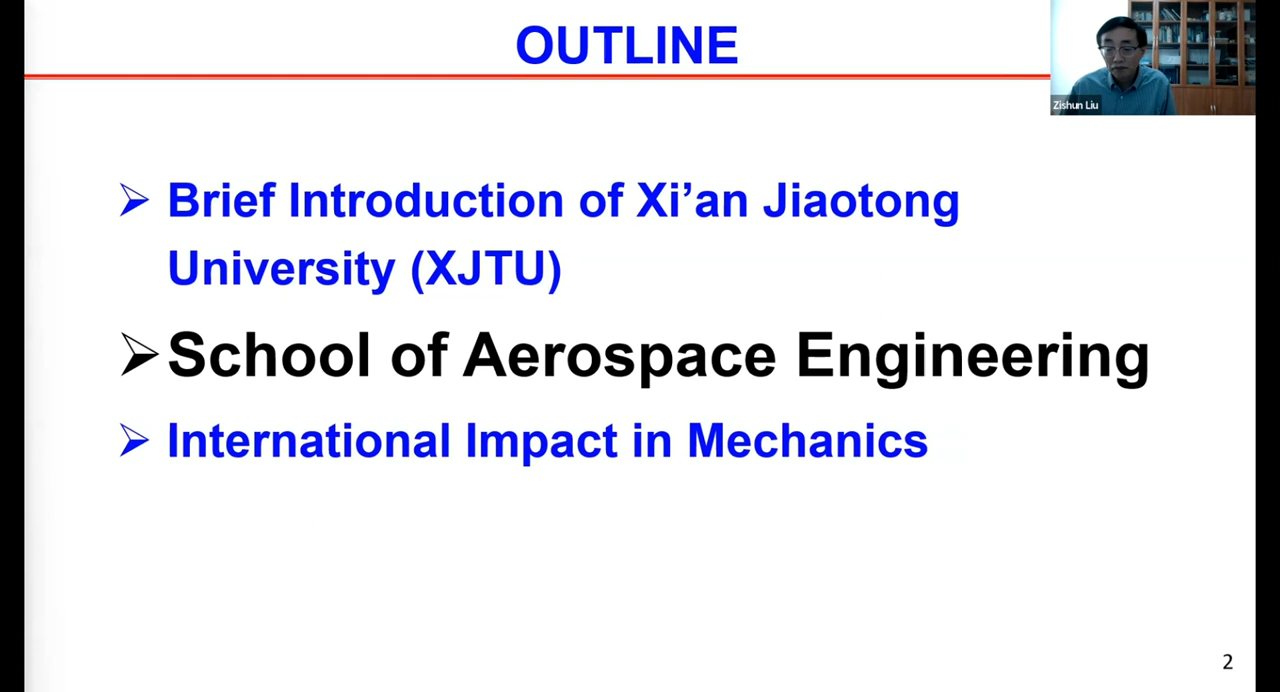 OUTLINE
Zishun Liu
➢ Brief Introduction of Xi’an Jiaotong
University (XJTU)
➢ School of Aerospace Engineering
➢ International Impact in Mechanics
2